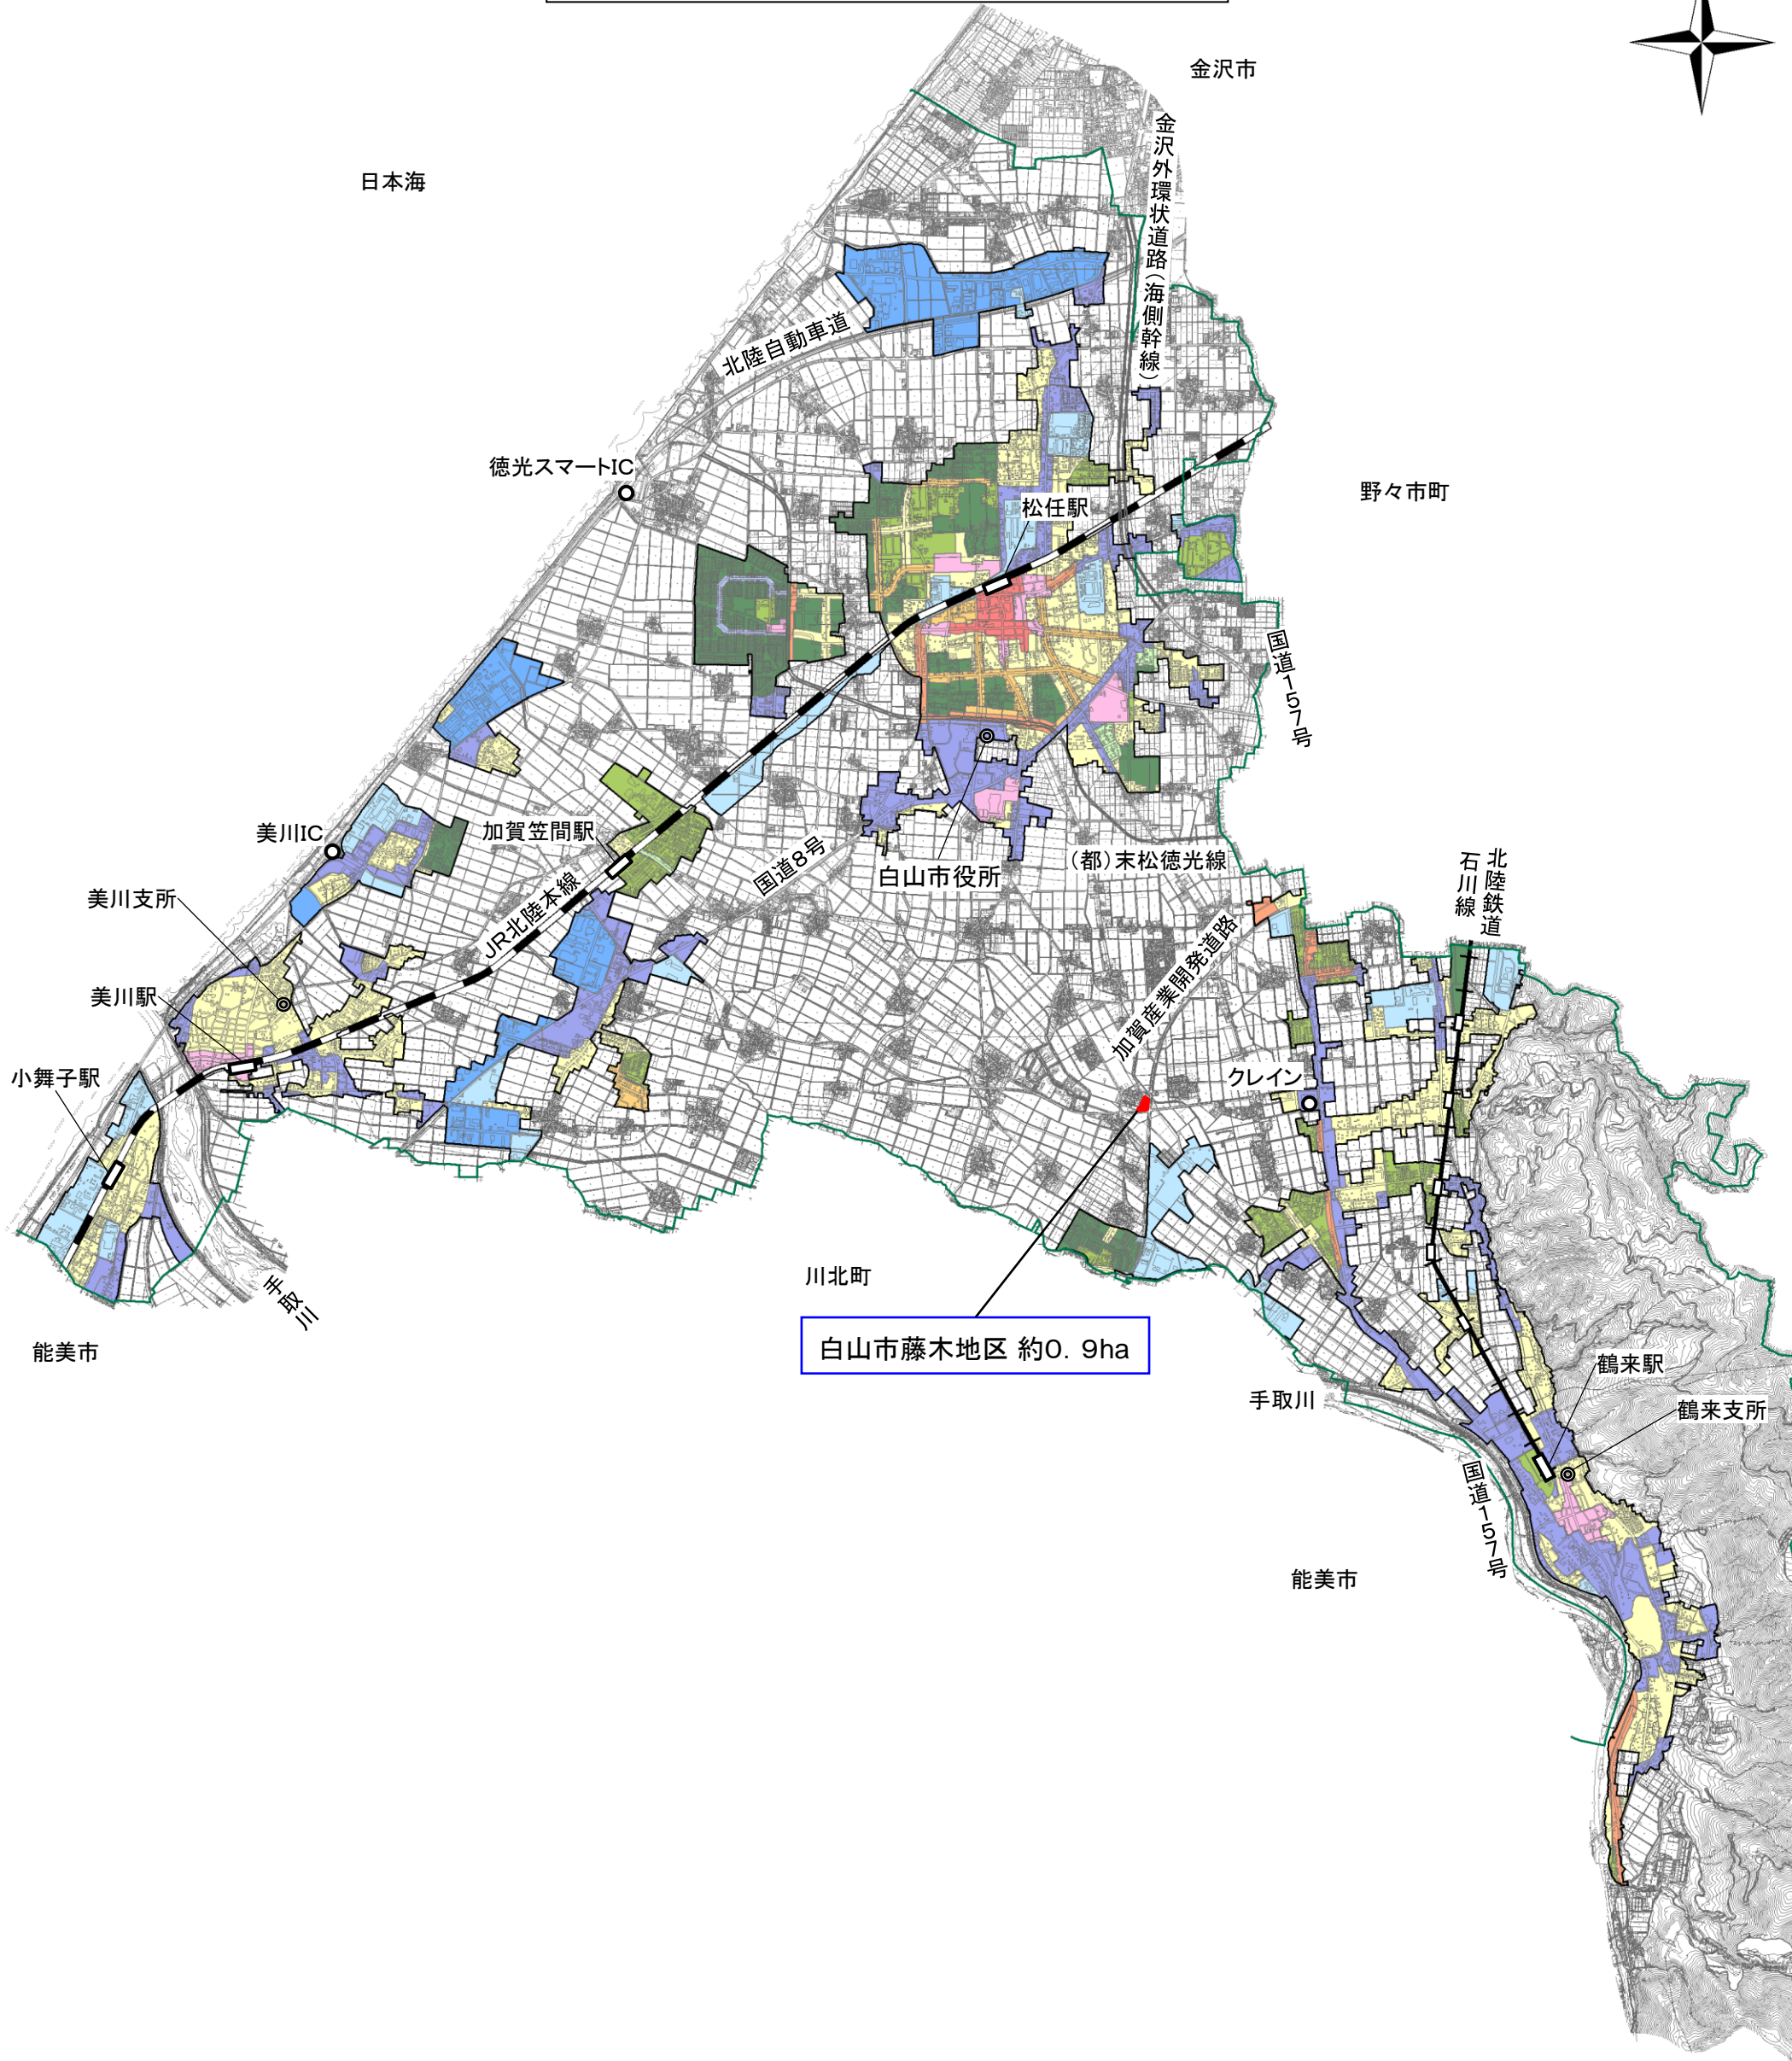 金沢市
日本海
金沢外環状道路（海側幹線）
北陸自動車道
徳光スマートIC
野々市町
松任駅
国道157号
美川IC
加賀笠間駅
国道8号
白山市役所
（都）末松徳光線
北陸鉄道
石川線
美川支所
JR北陸本線
加賀産業開発道路
美川駅
小舞子駅
クレイン
手取川
川北町
能美市
白山市藤木地区 約0．9ha
鶴来駅
手取川
鶴来支所
国道157号
能美市